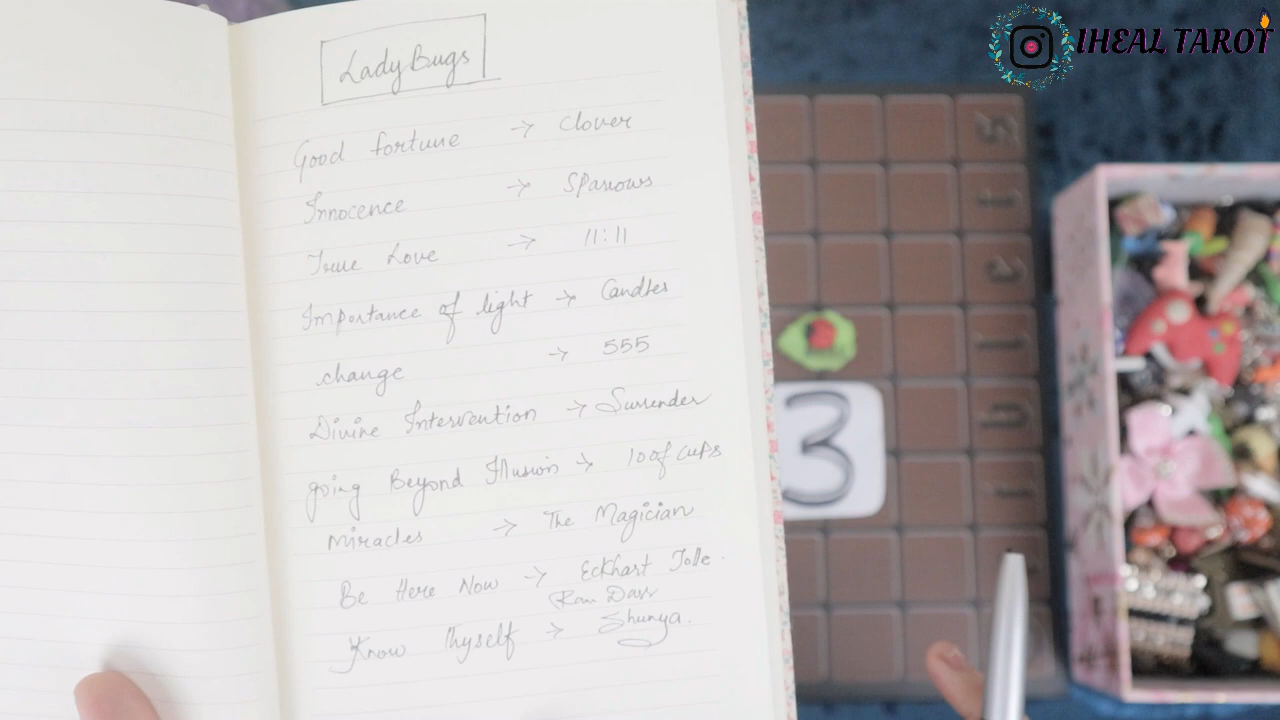 LadyBugs
Good fortune → Clover
Innocence → Sparrows
True Love → 11:11
Importance of light → Candles
change → 555
Divine Intervention → Surrender
going Beyond Illusion → 10 of cups
Miracles → The Magician
Be Here Now → Eckhart Tolle.
Ram Dass
Know thyself → Shunya.
3
IHEAL TAROT